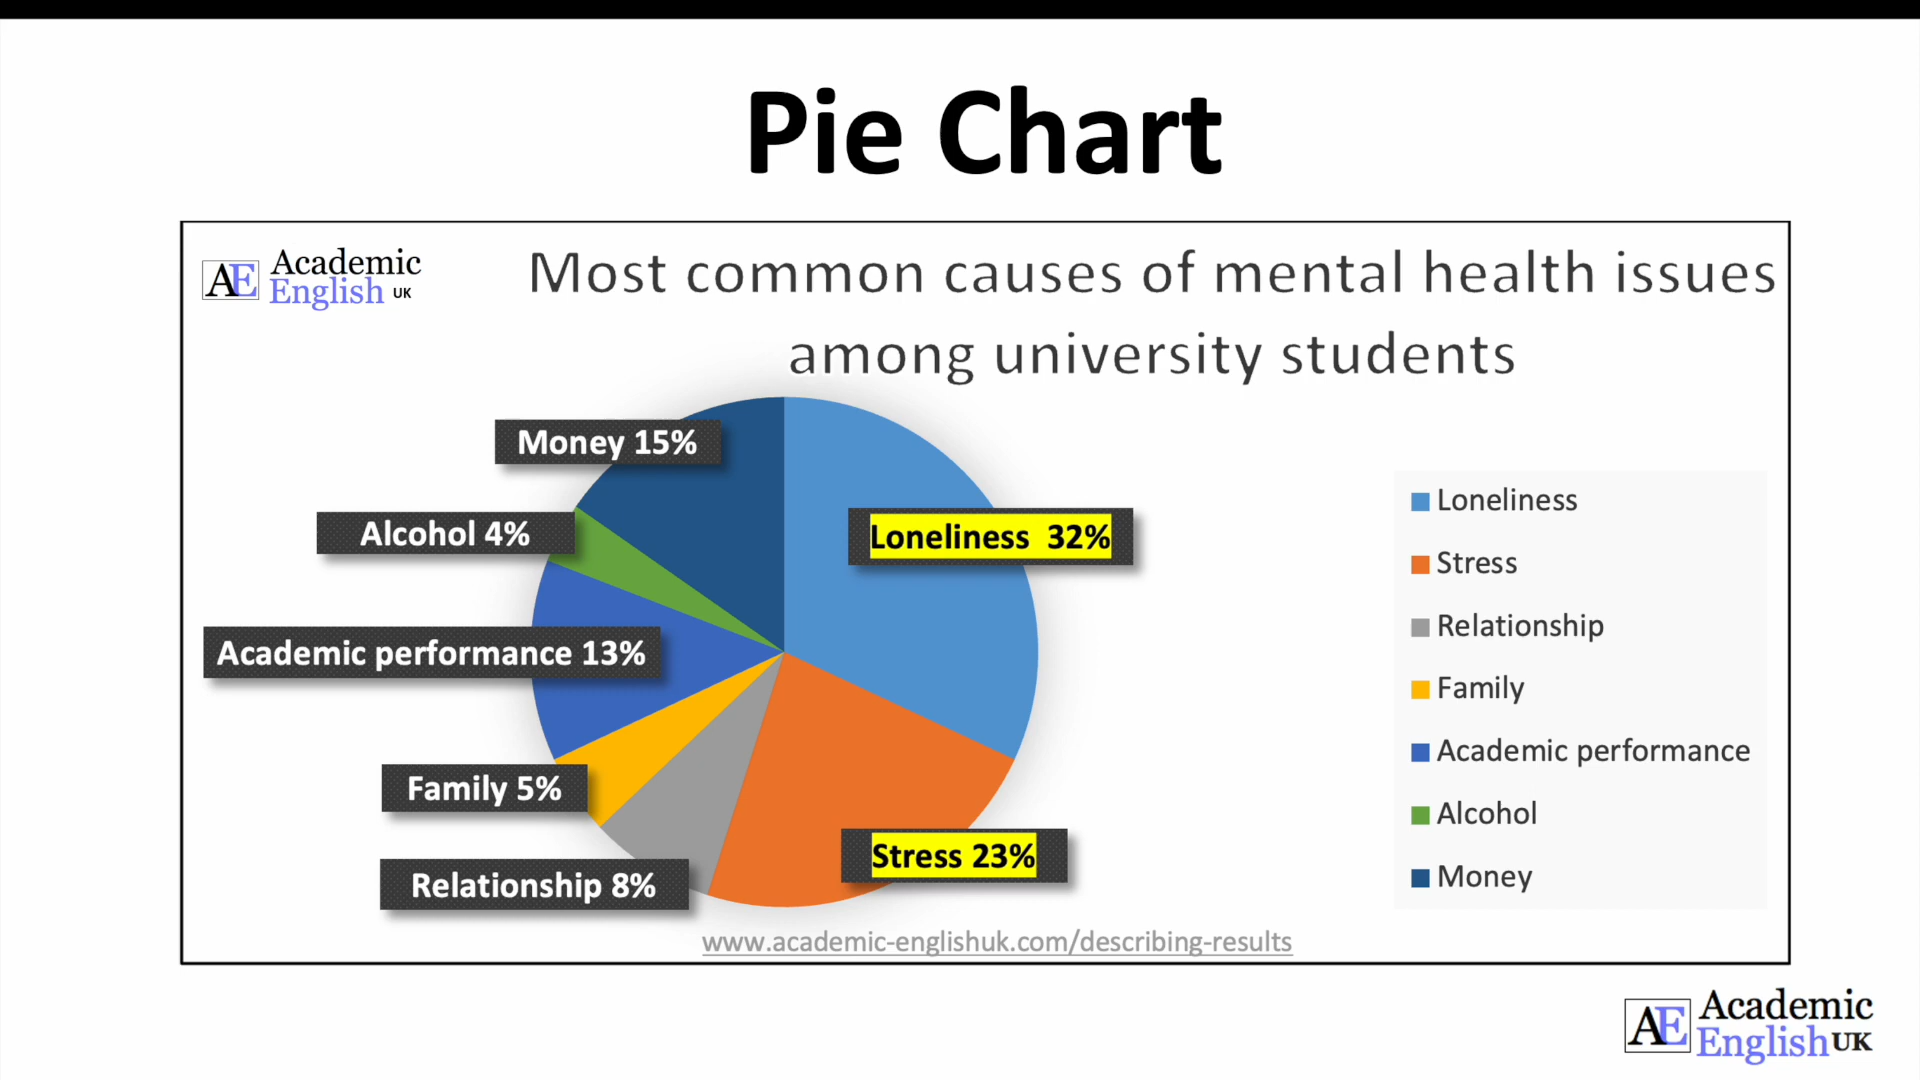 Pie Chart
AE Academic
English UK
Most common causes of mental health issues
among university students
Money 15%
Alcohol 4%
Loneliness 32%
Academic performance 13%
Family 5%
Stress 23%
Relationship 8%
Loneliness
Stress
Relationship
Family
Academic performance
Alcohol
Money
www.academic-englishuk.com/describing-results
AE Academic
English UK